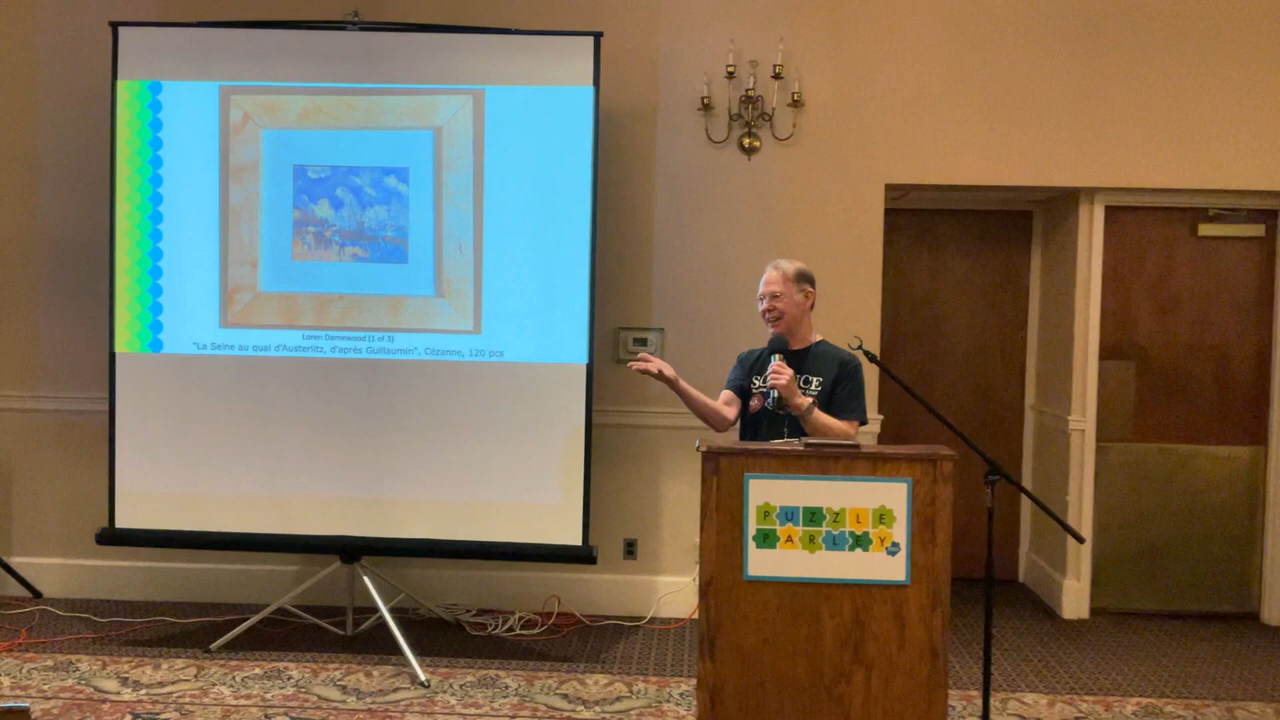 Loren Damewood (1 of 3)
"La Seine au quai d'Austerlitz, d'après Guillaumin", Cézanne, 120 pcs
PUZZLE
PARLEY